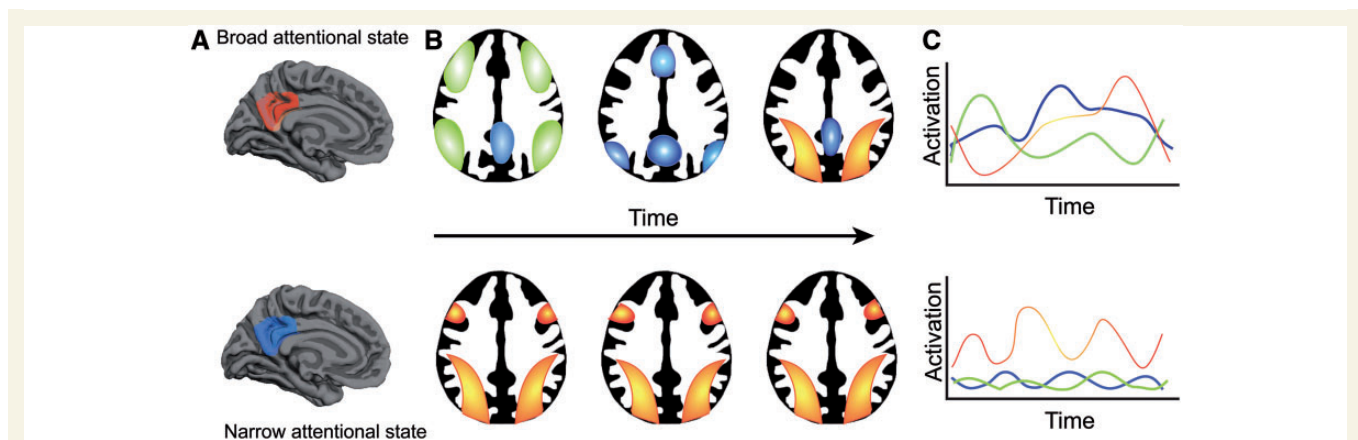 A Broad attentional state
B
C
Activation
Time
Time
Activation
Time
Narrow attentional state